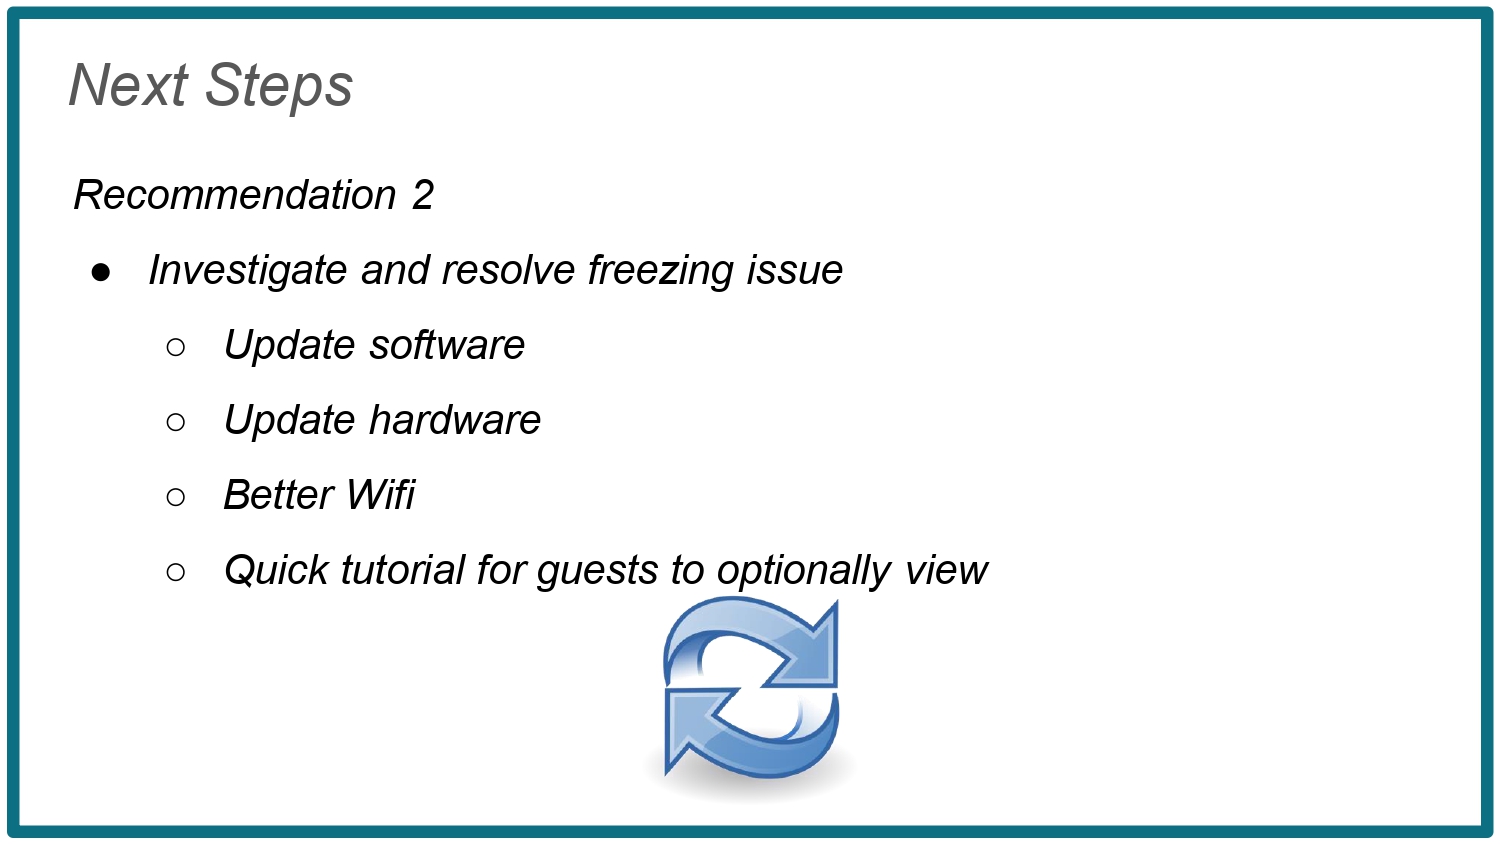 Next Steps
Recommendation 2
● Investigate and resolve freezing issue
○ Update software
○ Update hardware
○ Better Wifi
○ Quick tutorial for guests to optionally view